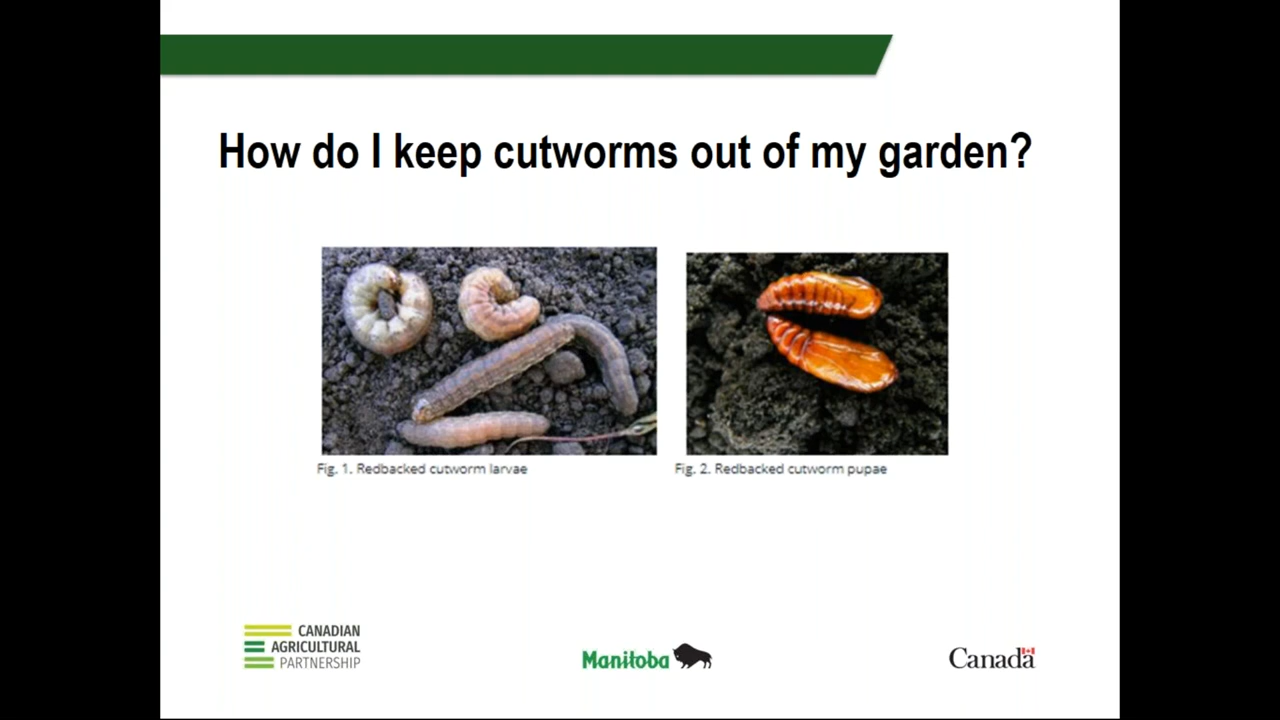 How do I keep cutworms out of my garden?
Fig. 1. Redbacked cutworm larvae
Fig. 2. Redbacked cutworm pupae
CANADIAN
AGRICULTURAL
PARTNERSHIP
Manitoba
Canada